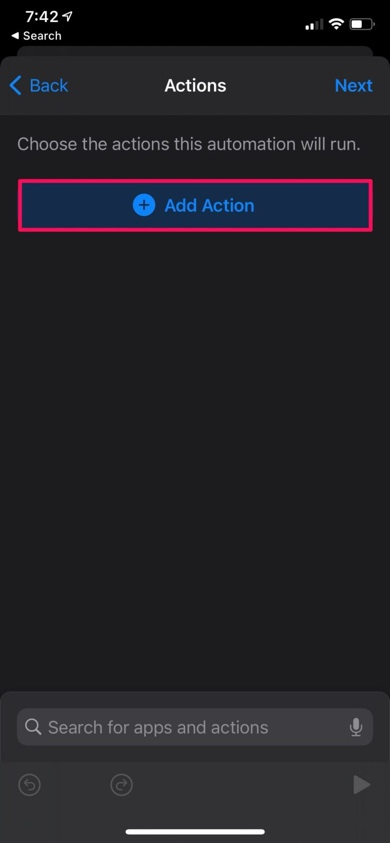 7:42
Search
Back
Actions
Next
Choose the actions this automation will run.
Add Action
Search for apps and actions